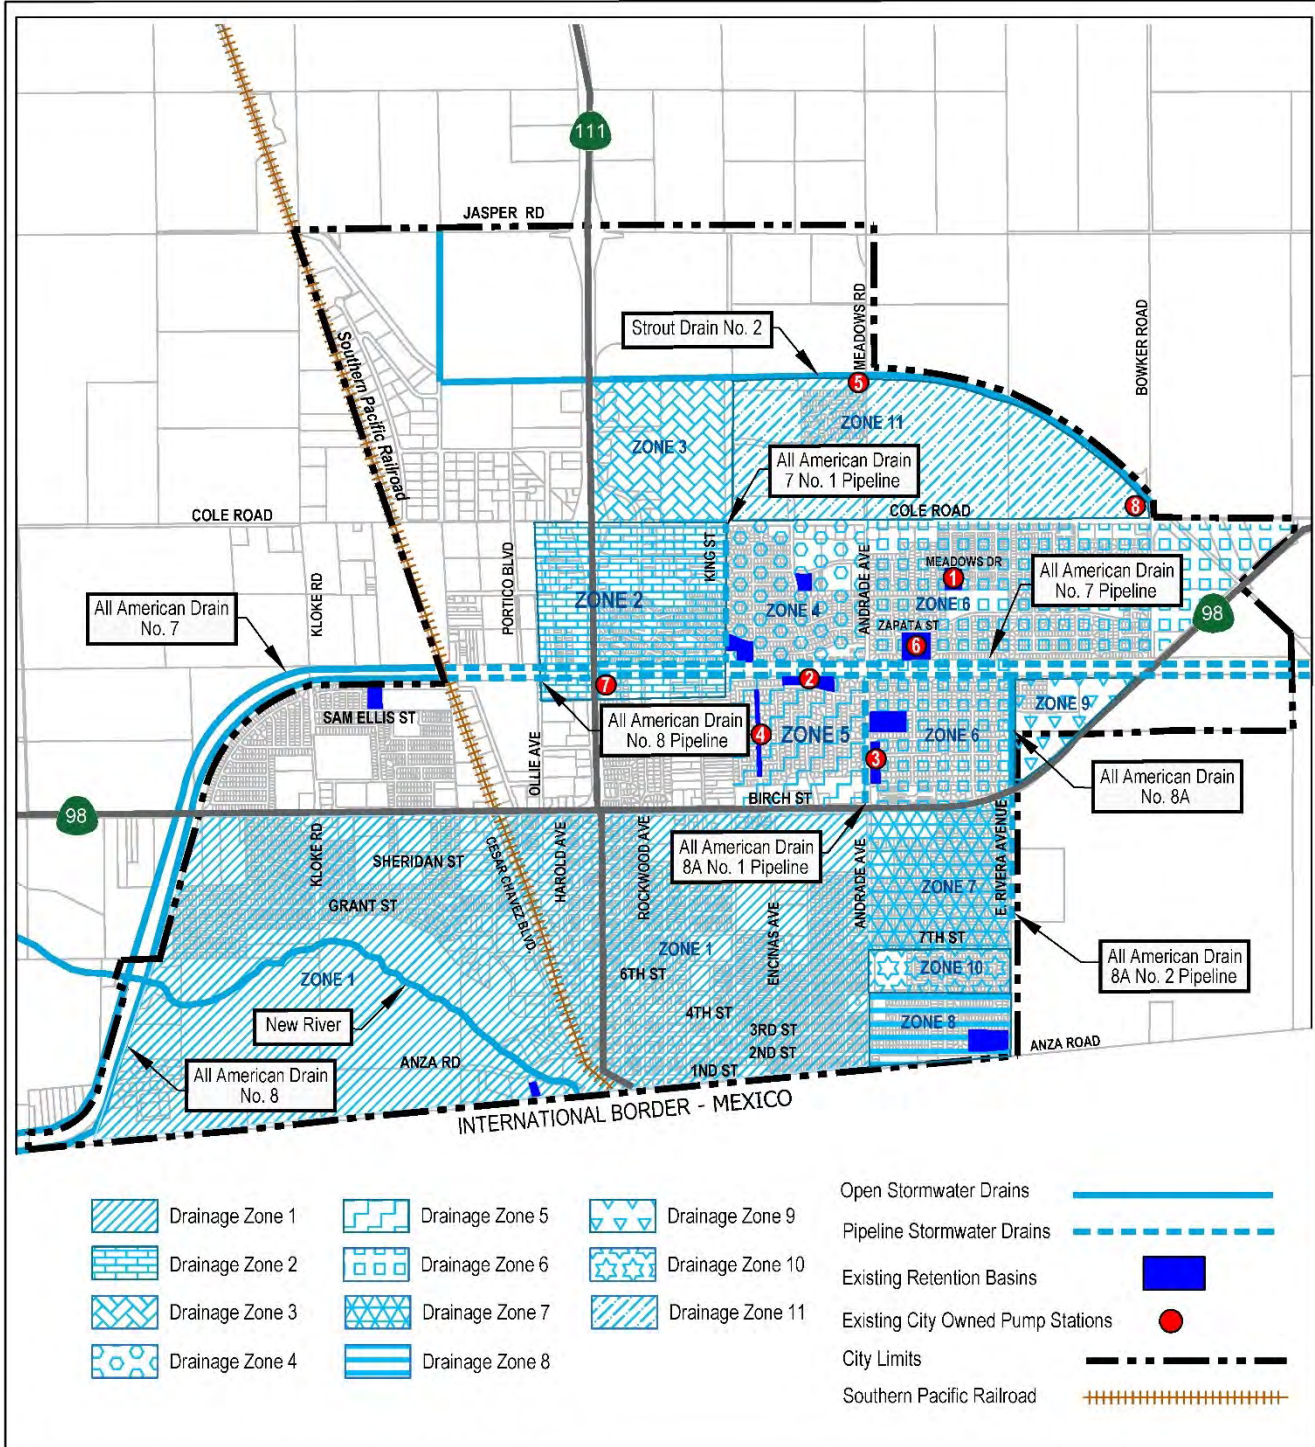 111
JASPER RD
MEADOWS RD
BOWKER ROAD
Strout Drain No. 2
Southern Pacific Railroad
5
ZONE 11
ZONE 3
All American Drain
7 No. 1 Pipeline
8
COLE ROAD
COLE ROAD
KLOKE RD
PORTICO BLVD
KING ST
ANDRADE AVE
MEADOWS DR
1
All American Drain
No. 7 Pipeline
All American Drain
No. 7
ZONE 2
ZONE 4
ZONE 6
98
ZAPATA ST
6
2
7
SAM ELLIS ST
All American Drain
No. 8 Pipeline
4
ZONE 5
ZONE 6
ZONE 9
3
OLLIE AVE
BIRCH ST
All American Drain
No. 8A
98
KLOKE RD
SHERIDAN ST
CESAR CHAVEZ BLVD.
HAROLD AVE
ROCKWOOD AVE
All American Drain
8A No. 1 Pipeline
ANDRADE AVE
E. RIVERA AVENUE
ZONE 7
GRANT ST
ENCINAS AVE
7TH ST
ZONE 1
6TH ST
ZONE 1
ZONE 10
All American Drain
8A No. 2 Pipeline
New River
4TH ST
3RD ST
2ND ST
1ND ST
ZONE 8
ANZA ROAD
ANZA RD
All American Drain
No. 8
INTERNATIONAL BORDER - MEXICO
Drainage Zone 1
Drainage Zone 2
Drainage Zone 3
Drainage Zone 4
Drainage Zone 5
Drainage Zone 6
Drainage Zone 7
Drainage Zone 8
Drainage Zone 9
Drainage Zone 10
Drainage Zone 11
Open Stormwater Drains
Pipeline Stormwater Drains
Existing Retention Basins
Existing City Owned Pump Stations
City Limits
Southern Pacific Railroad